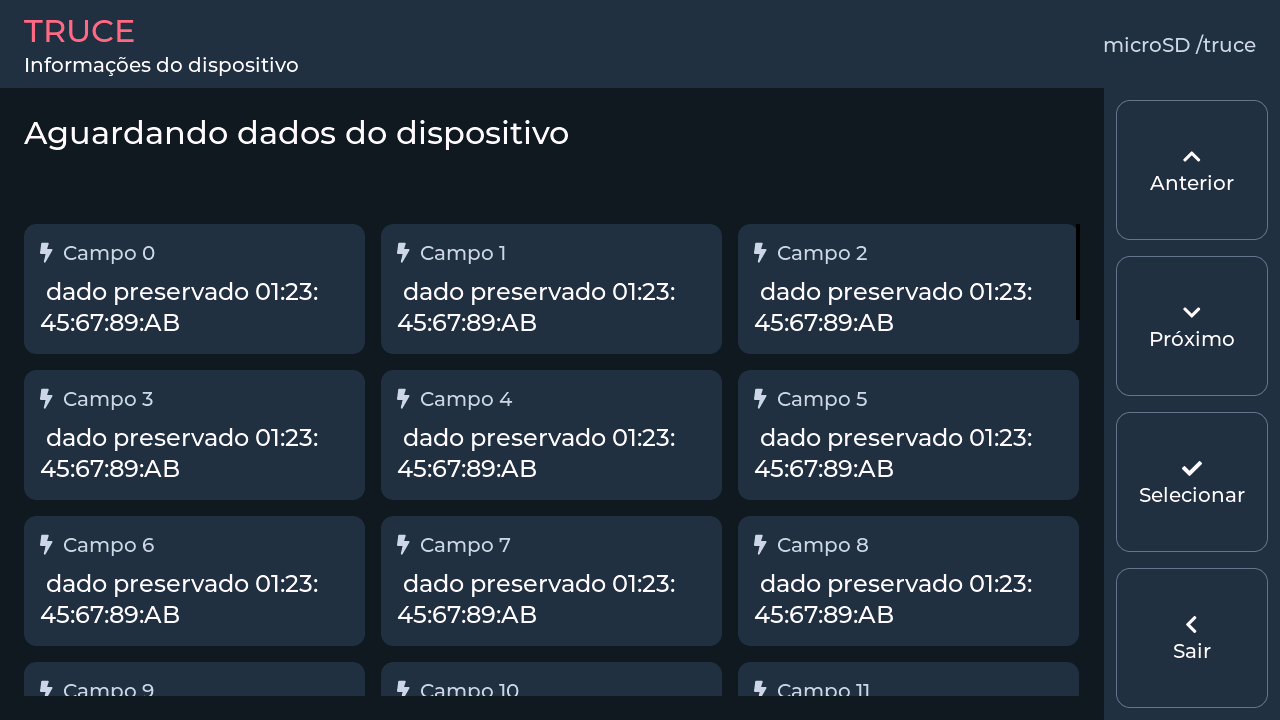 TRUCE
Informações do dispositivo
microSD /truce
Aguardando dados do dispositivo
Campo 0
dado preservado 01:23:
45:67:89:AB
Campo 1
dado preservado 01:23:
45:67:89:AB
Campo 2
dado preservado 01:23:
45:67:89:AB
Campo 3
dado preservado 01:23:
45:67:89:AB
Campo 4
dado preservado 01:23:
45:67:89:AB
Campo 5
dado preservado 01:23:
45:67:89:AB
Campo 6
dado preservado 01:23:
45:67:89:AB
Campo 7
dado preservado 01:23:
45:67:89:AB
Campo 8
dado preservado 01:23:
45:67:89:AB
Campo 9
Campo 10
Campo 11
Anterior
Próximo
Selecionar
Sair